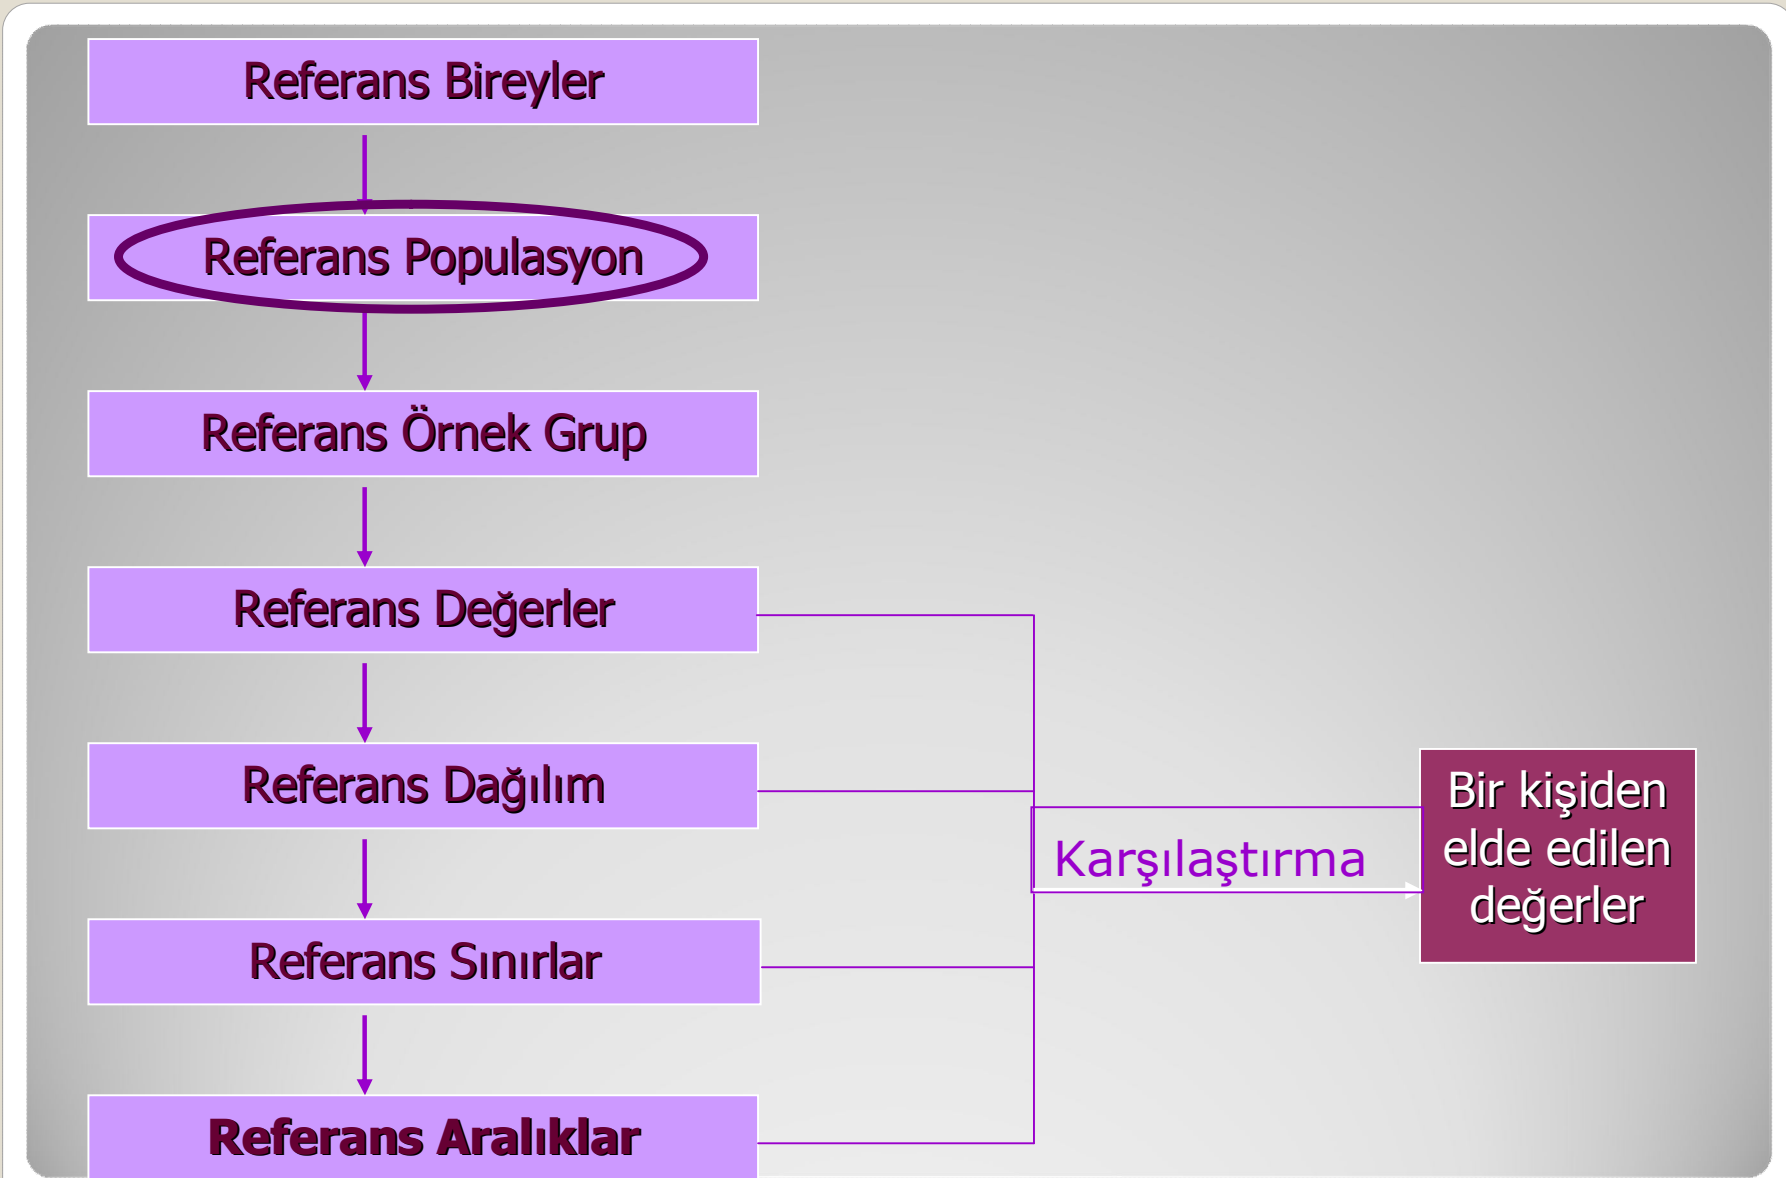 Referans Bireyler
Referans Populasyon
Referans Örnek Grup
Referans Değerler
Referans Dağılım
Referans Sınırlar
Referans Aralıklar
Karşılaştırma
Bir kişiden
elde edilen
değerler